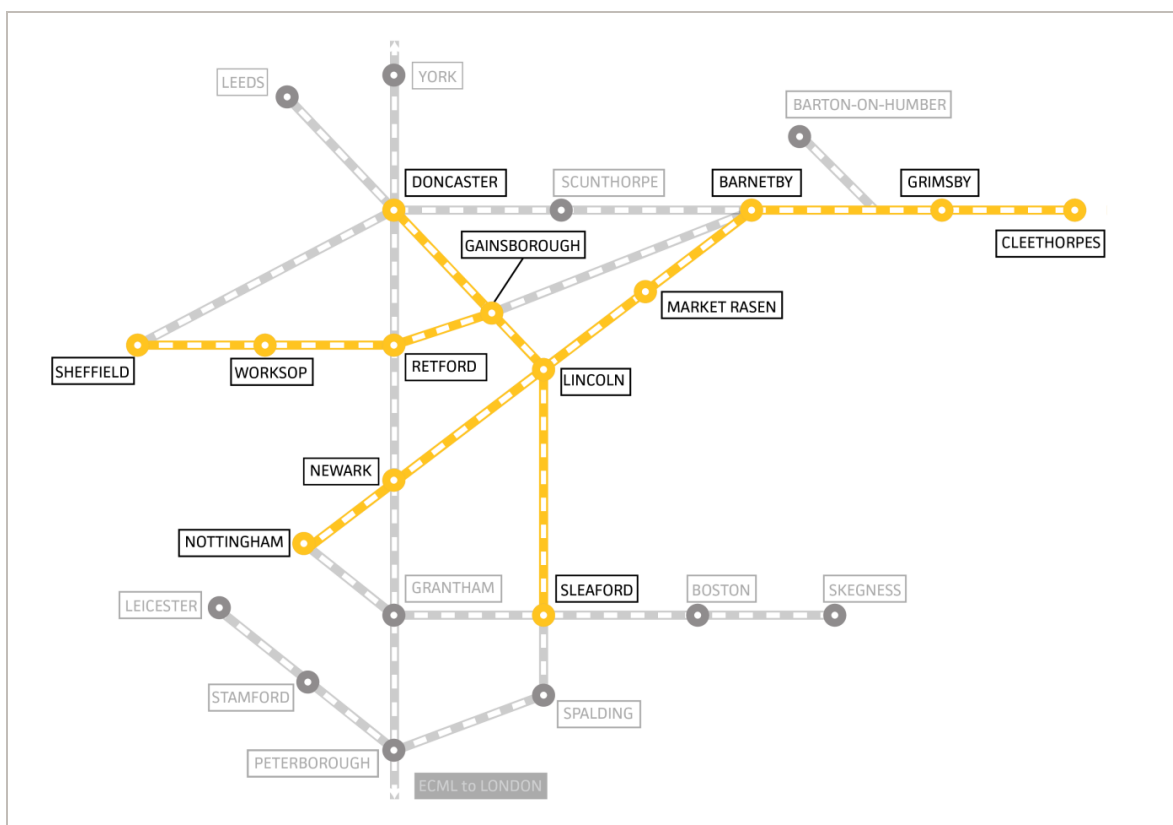 YORK
LEEDS
BARTON-ON-HUMBER
DONCASTER
SCUNTHORPE
BARNETBY
GRIMSBY
GAINSBOROUGH
CLEETHORPES
MARKET RASEN
SHEFFIELD
WORKSOP
RETFORD
LINCOLN
NEWARK
NOTTINGHAM
GRANTHAM
SLEAFORD
BOSTON
SKEGNESS
LEICESTER
STAMFORD
SPALDING
PETERBOROUGH
ECML to LONDON